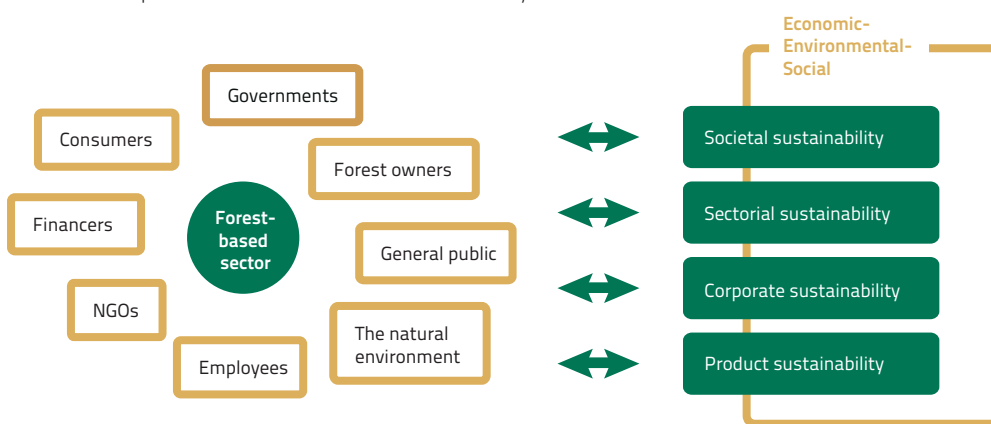 Economic-
Environmental-
Social
Governments
Consumers
Forest owners
Financers
Forest-
based
sector
General public
NGOs
The natural
environment
Employees
Societal sustainability
Sectorial sustainability
Corporate sustainability
Product sustainability